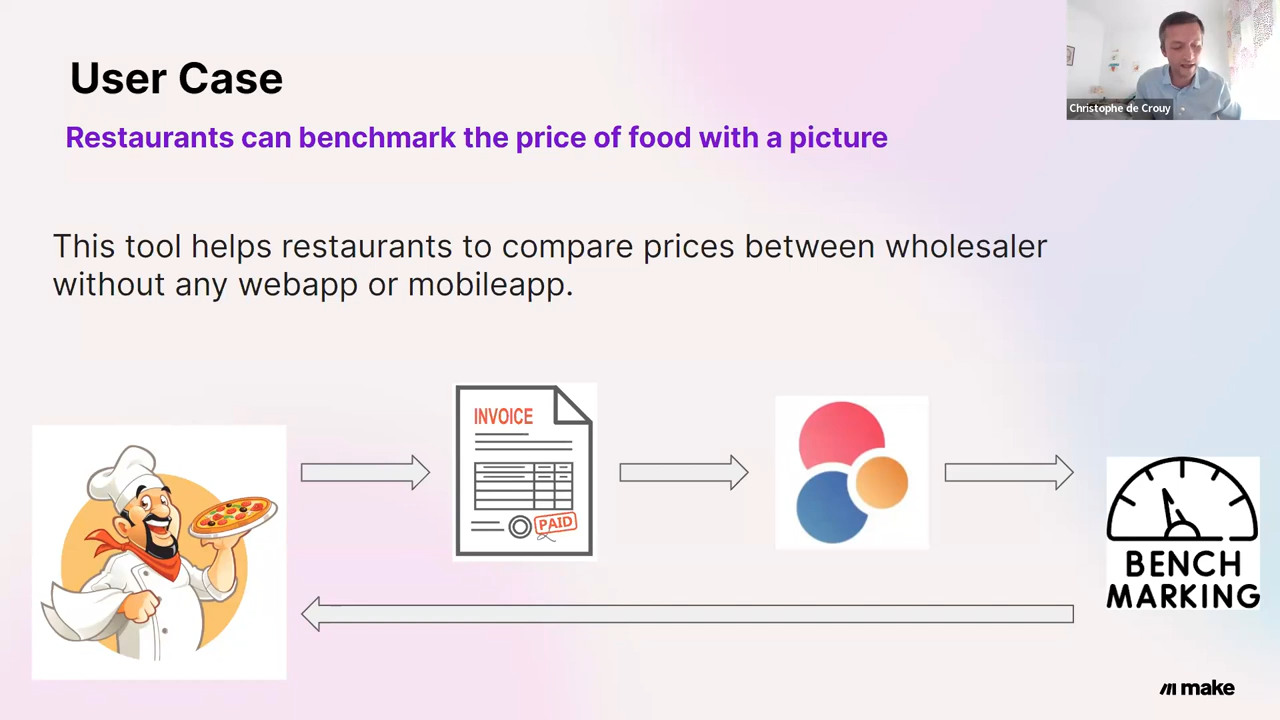 User Case
Restaurants can benchmark the price of food with a picture
Christophe de Crouy
This tool helps restaurants to compare prices between wholesaler
without any webapp or mobileapp.
INVOICE
PAID
BENCH
MARKING
make